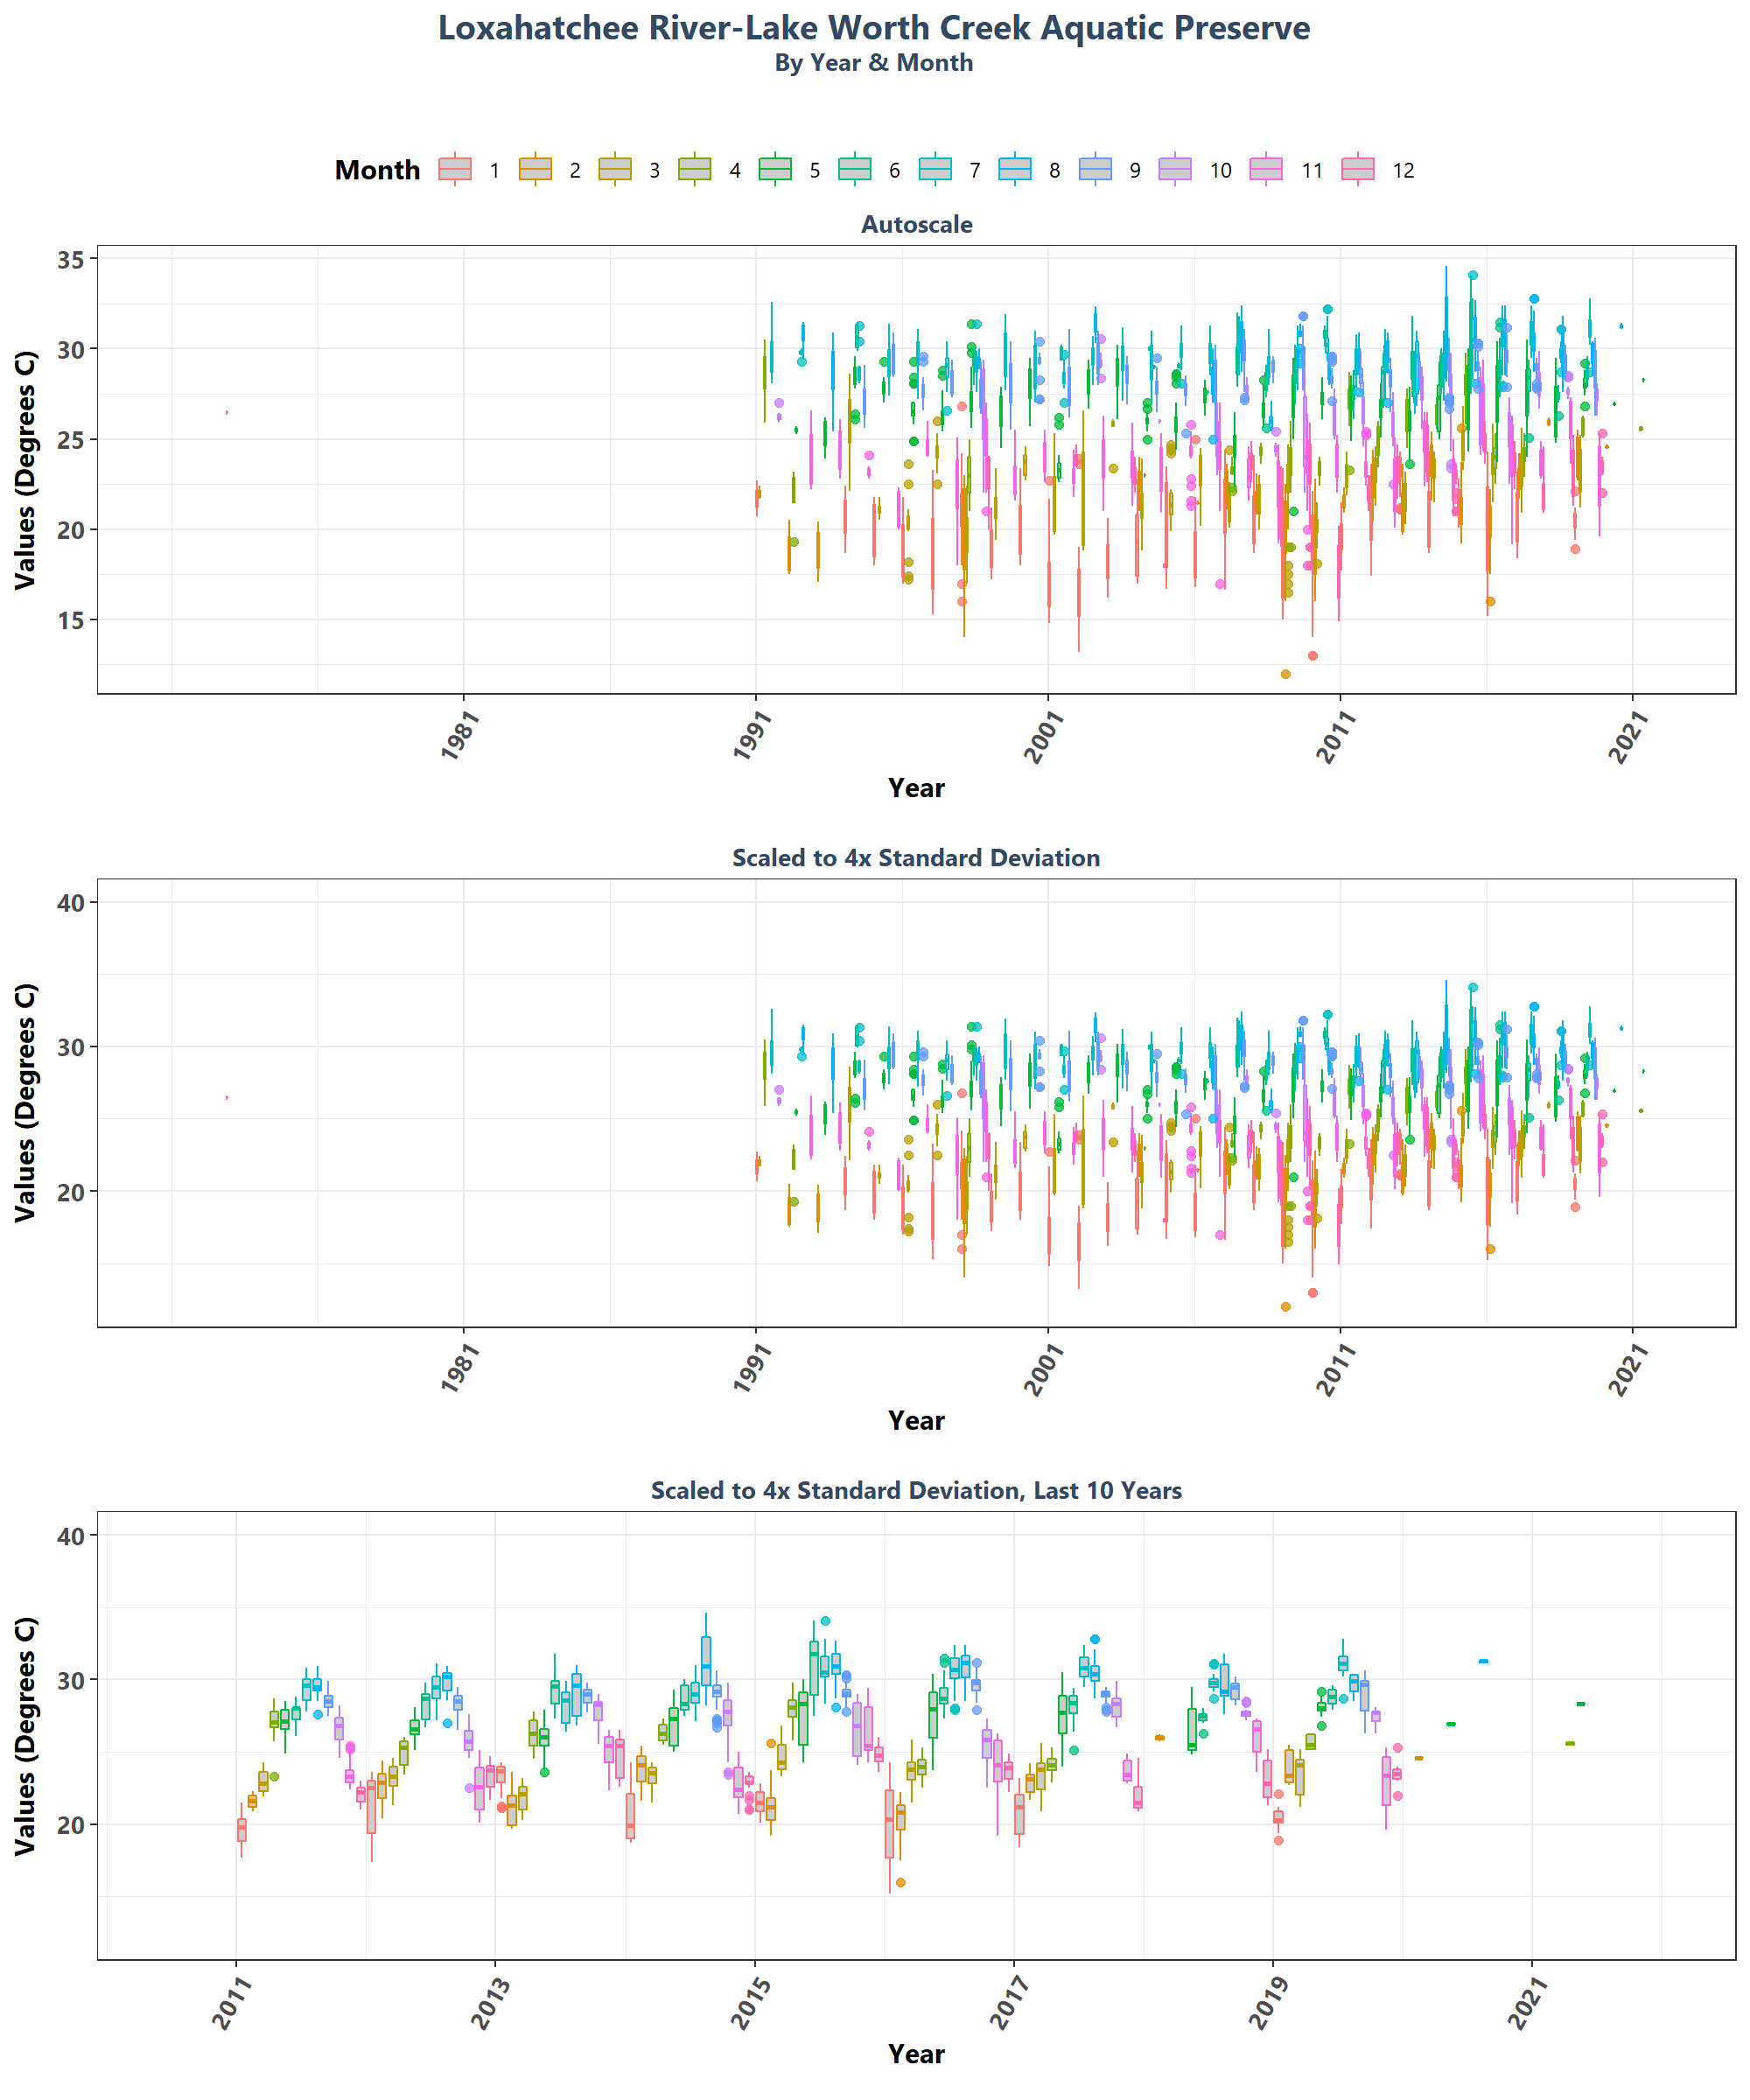 Loxahatchee River-Lake Worth Creek Aquatic Preserve
By Year & Month
Month 1 2 3 4 5 6 7 8 9 10 11 12
Autoscale
Values (Degrees C)
35
30
25
20
15
1981 1991 2001 2011 2021
Year
Scaled to 4x Standard Deviation
Values (Degrees C)
40
30
20
1981 1991 2001 2011 2021
Year
Scaled to 4x Standard Deviation, Last 10 Years
Values (Degrees C)
40
30
20
2011 2013 2015 2017 2019 2021
Year